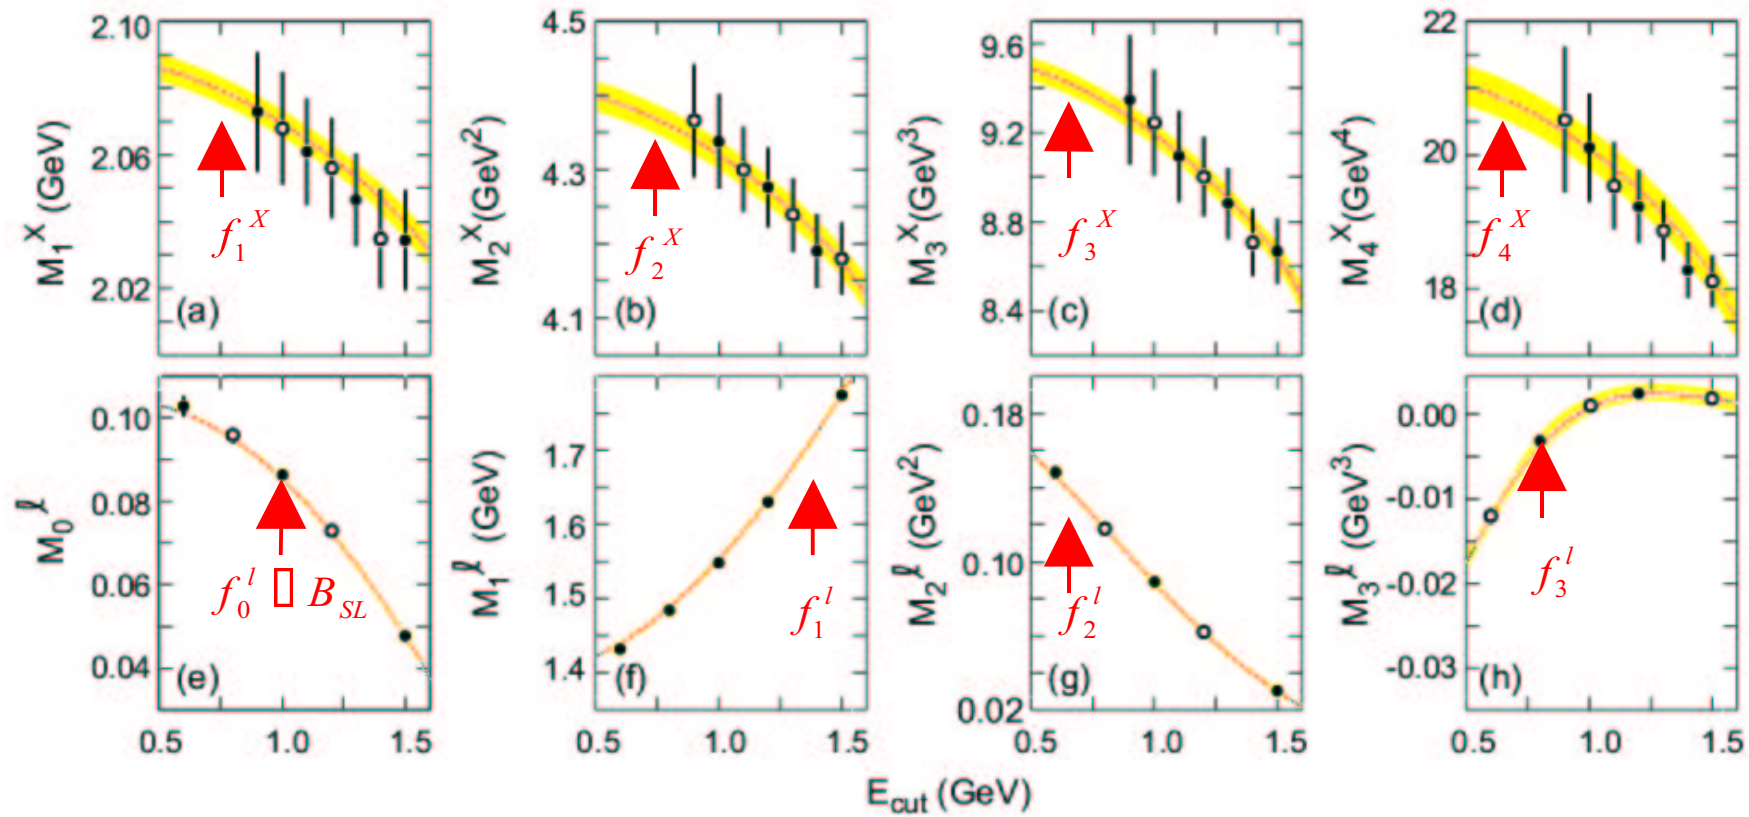 2.10
2.06
2.02
M₁ˣ (GeV)
f₁ˣ
(a)
4.5
4.3
4.1
M₂ˣ (GeV²)
f₂ˣ
(b)
9.6
9.2
8.8
8.4
M₃ˣ (GeV³)
f₃ˣ
(c)
22
20
18
M₄ˣ (GeV⁴)
f₄ˣ
(d)
0.10
0.08
0.06
0.04
M₀ˡ
f₀ˡ ▯ B_SL
(e)
0.5 1.0 1.5
1.7
1.6
1.5
1.4
M₁ˡ (GeV)
f₁ˡ
(f)
0.5 1.0 1.5
0.18
0.10
0.02
M₂ˡ (GeV²)
f₂ˡ
(g)
0.5 1.0 1.5
0.00
-0.01
-0.02
-0.03
M₃ˡ (GeV³)
f₃ˡ
(h)
0.5 1.0 1.5
E_cut (GeV)